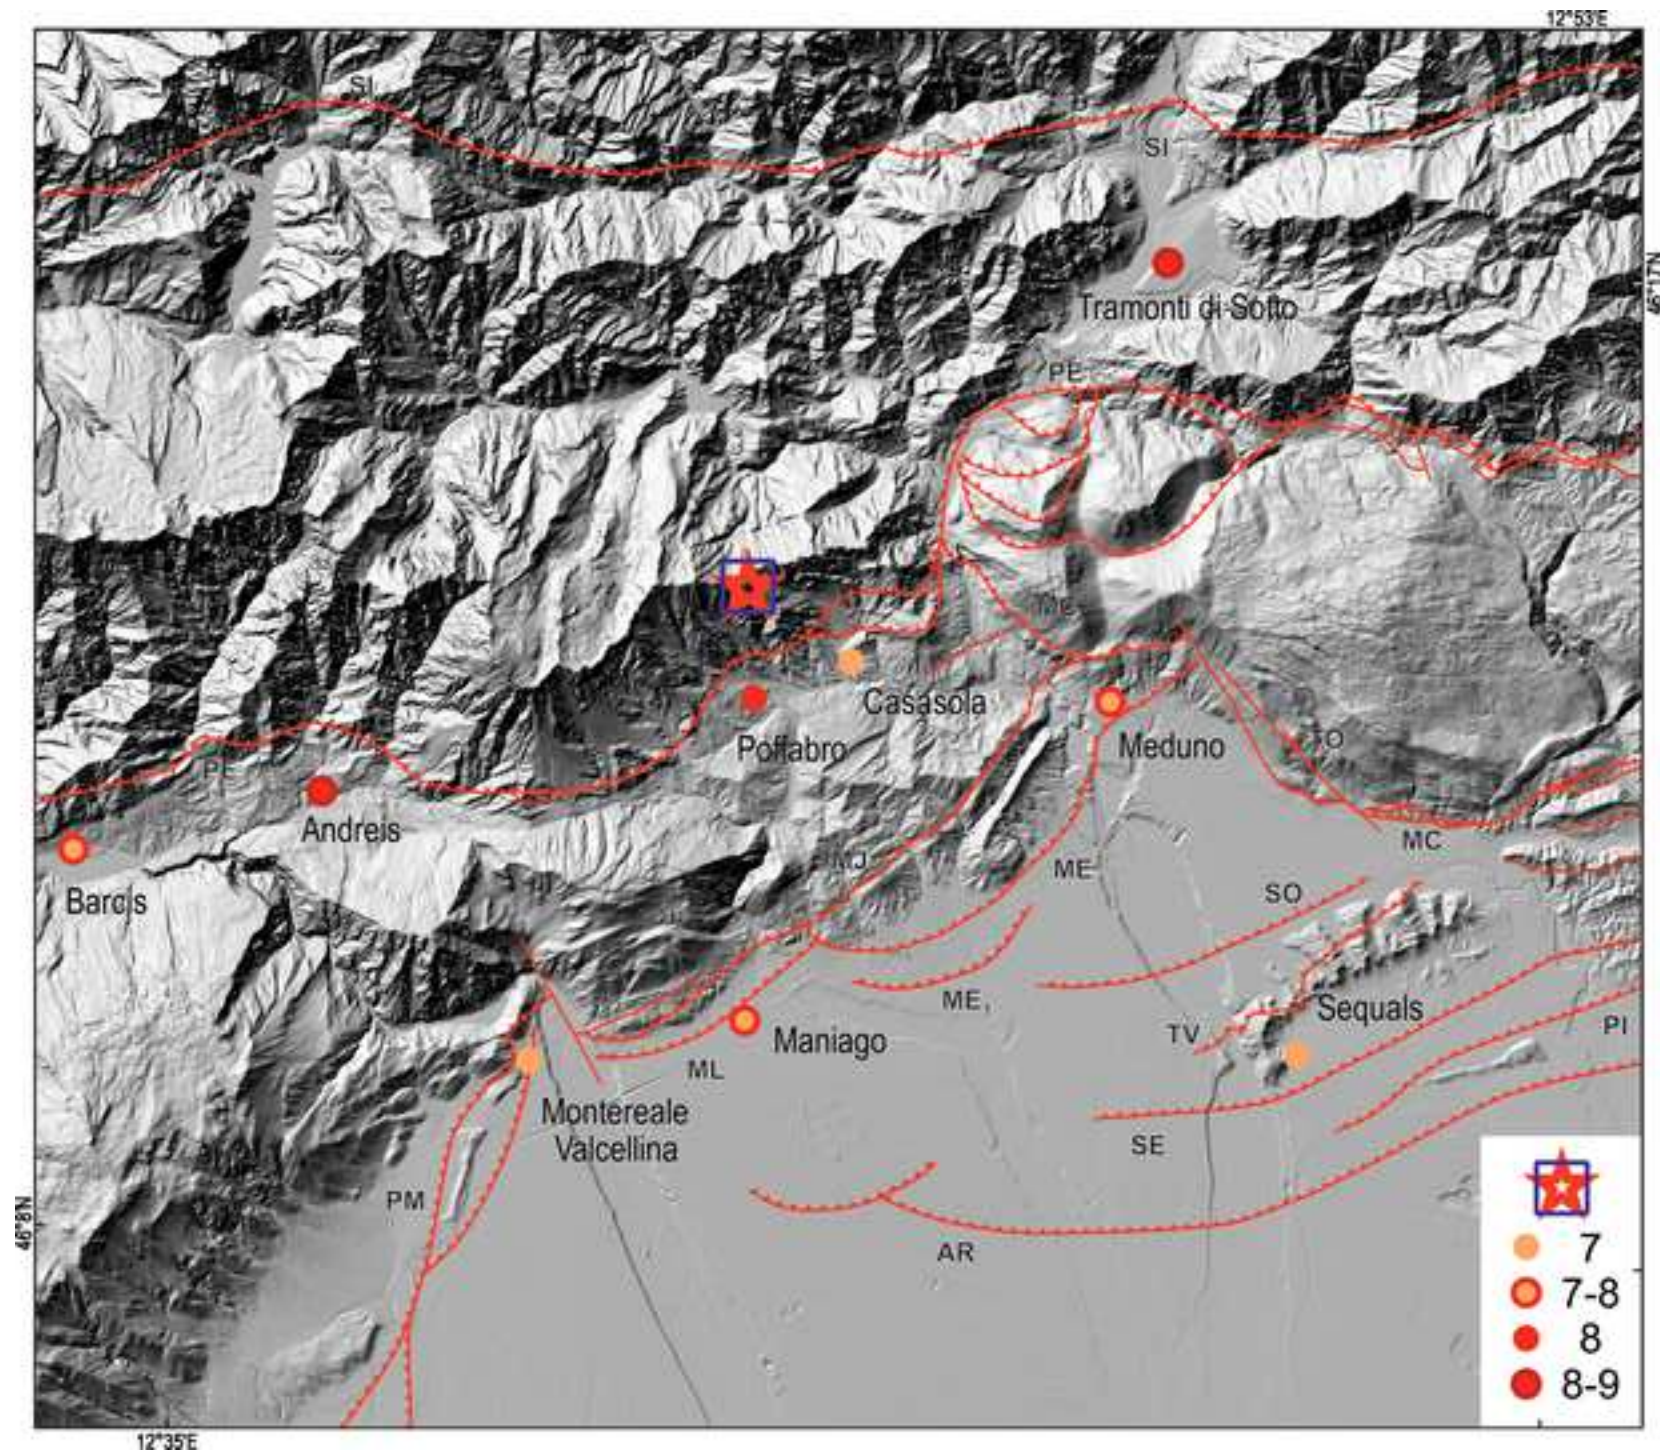 12°53'E
SI
SI
46°17'N
Tramonti di Sotto
PE
MC
Casasola
Poffabro
Meduno
TO
PE
Andreis
MC
MJ
ME
Barcis
SO
ME,
Sequals
TV
PI
Maniago
ML
Montereale
Valcellina
SE
PM
46°8'N
AR
7
7-8
8
8-9
12°35'E